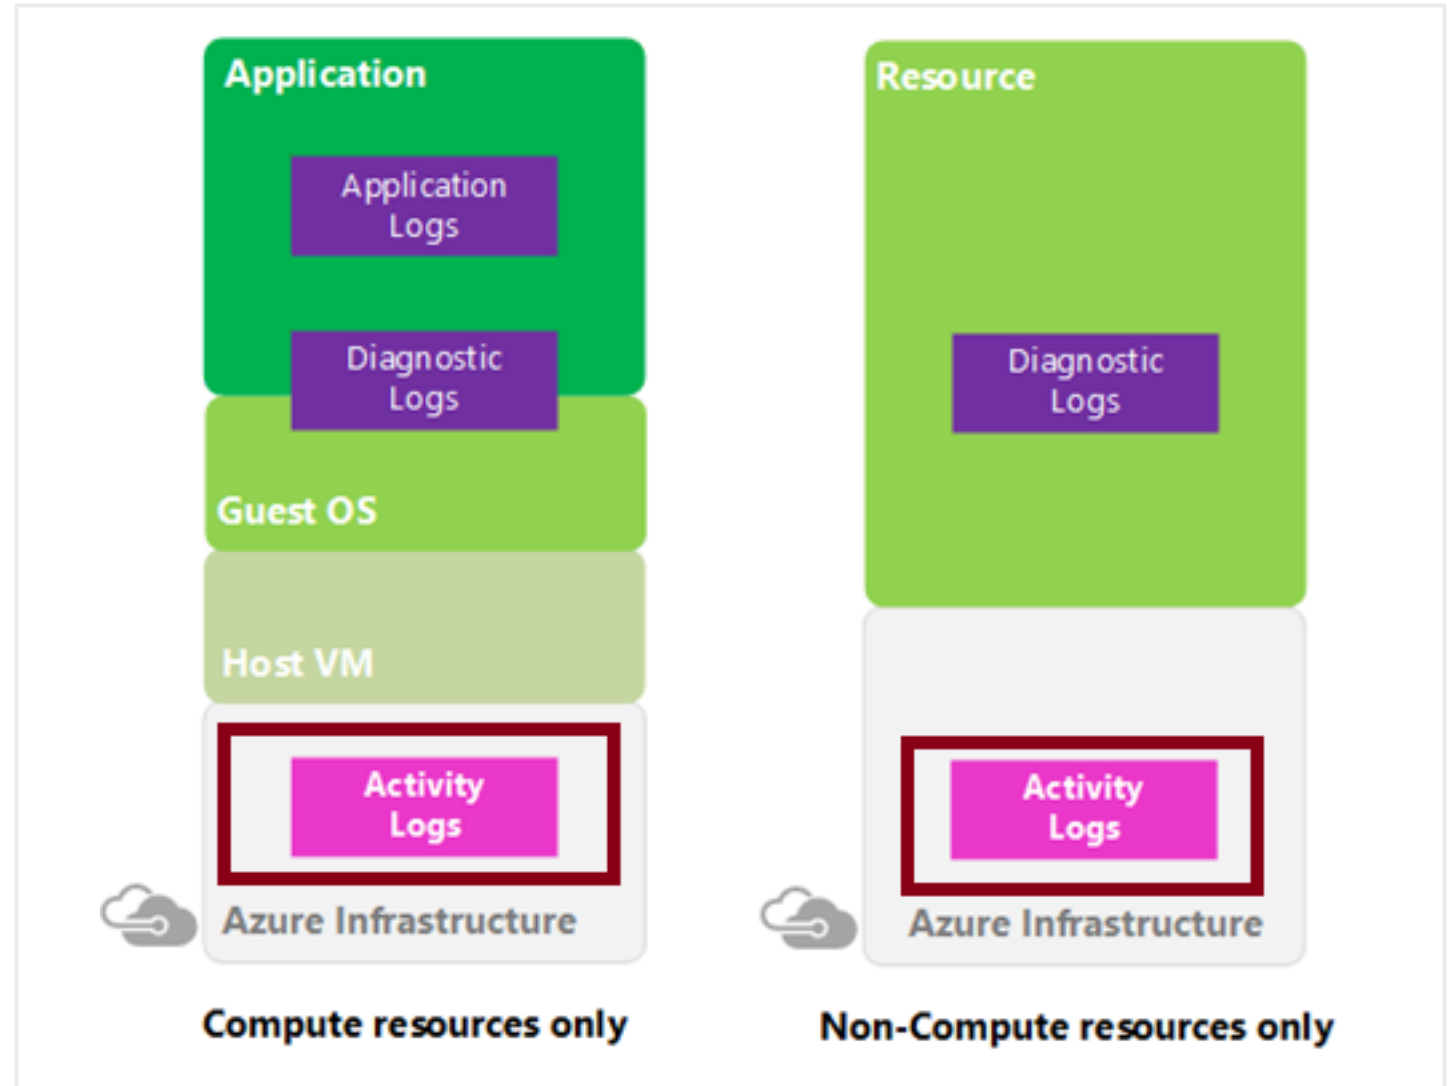 Application
Application
Logs
Diagnostic
Logs
Guest OS
Host VM
Activity
Logs
Azure Infrastructure
Compute resources only
Resource
Diagnostic
Logs
Activity
Logs
Azure Infrastructure
Non-Compute resources only